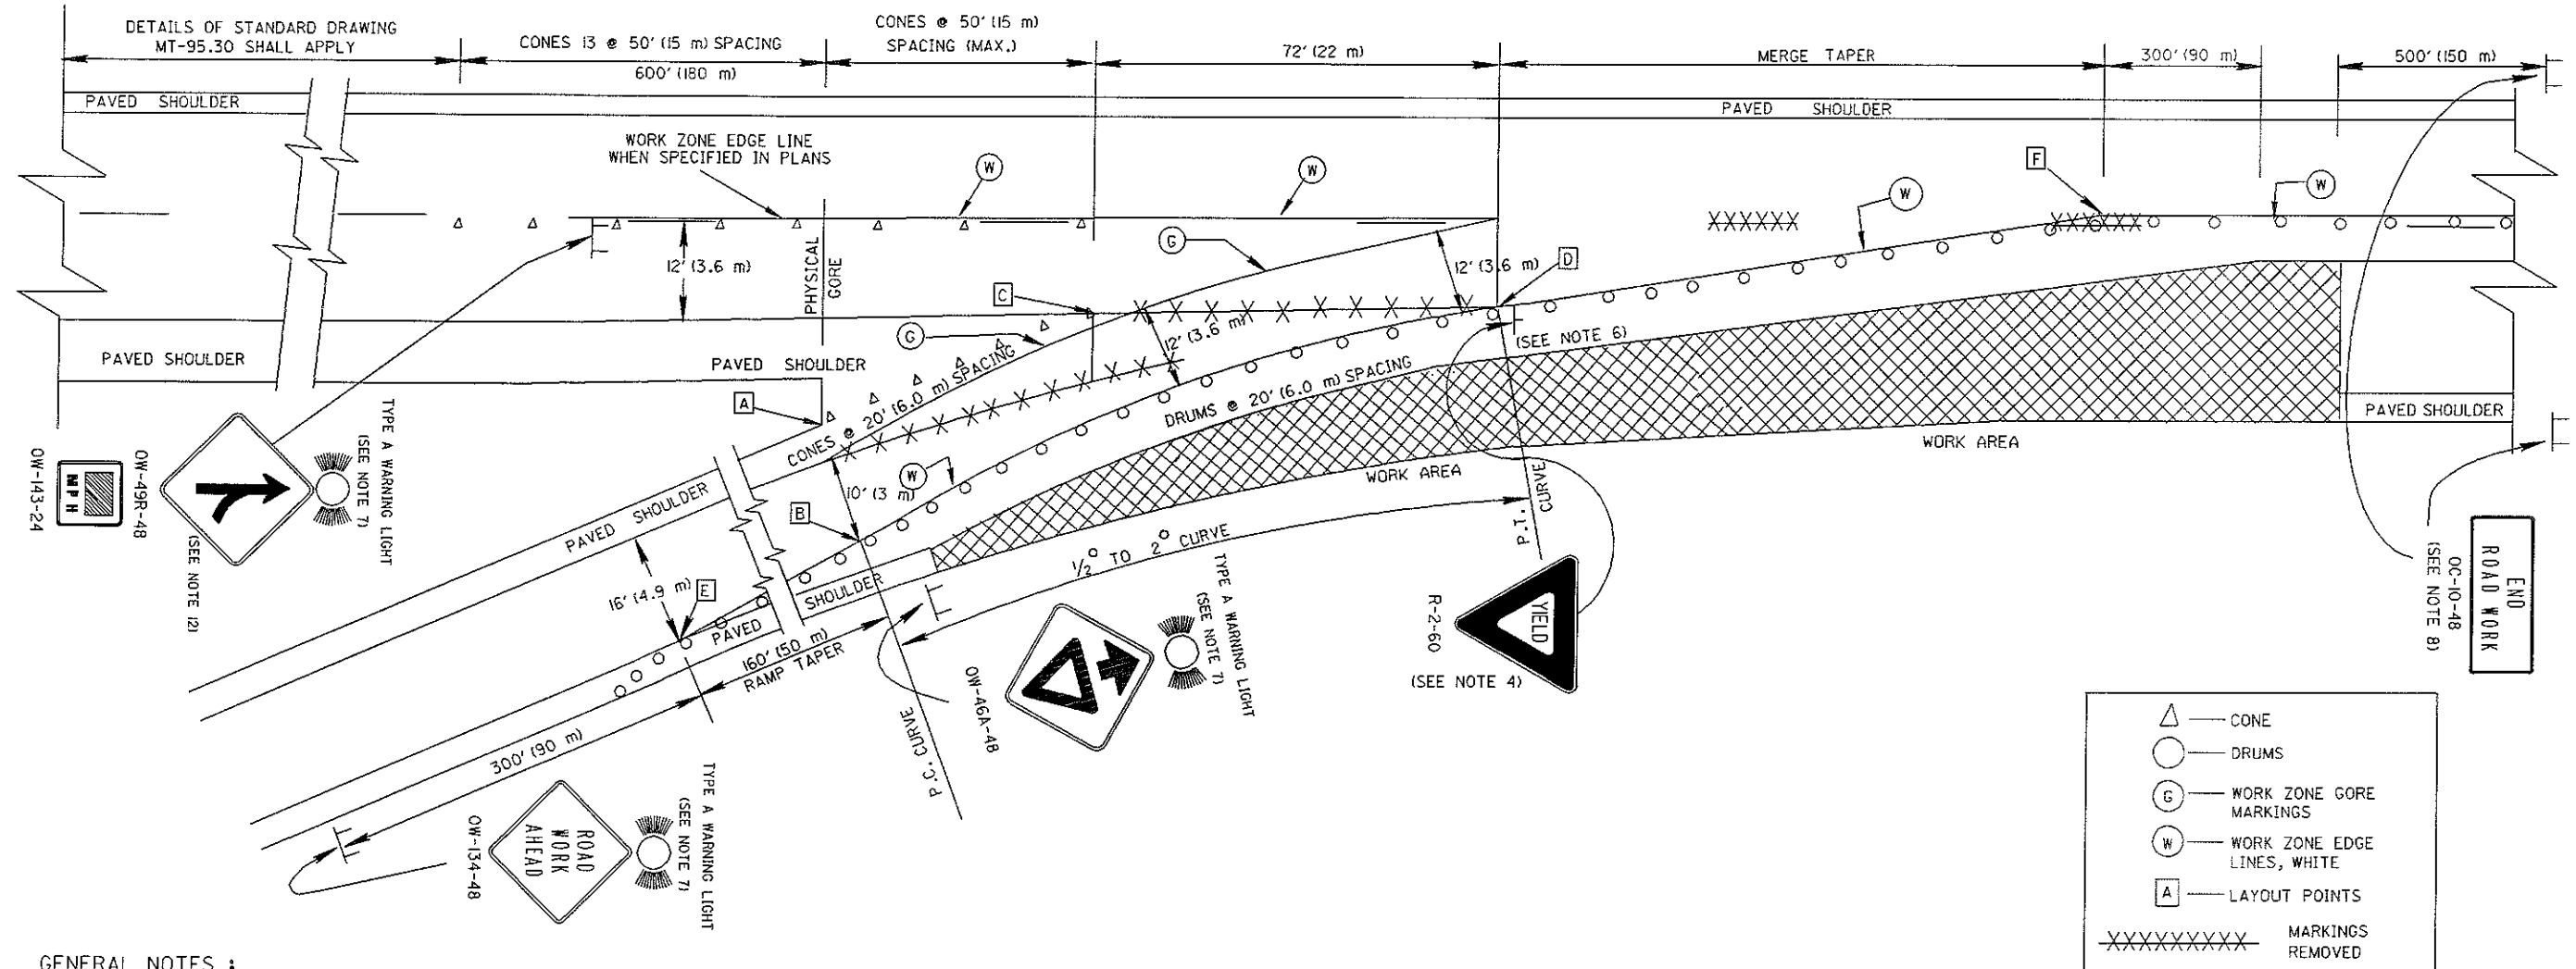 DETAILS OF STANDARD DRAWING
MT-95.30 SHALL APPLY
CONES 13 @ 50' (15 m) SPACING
600' (180 m)
CONES @ 50' (15 m)
SPACING (MAX.)
72' (22 m)
MERGE TAPER
300' (90 m)
500' (150 m)
PAVED SHOULDER
PAVED SHOULDER
WORK ZONE EDGE LINE
WHEN SPECIFIED IN PLANS
W
W
W
W
F
12' (3.6 m)
PHYSICAL
GORE
G
12' (3.6 m)
D
C
G
12' (3.6 m)
(SEE NOTE 6)
PAVED SHOULDER
PAVED SHOULDER
A
CONES @ 20' (6.0 m) SPACING
DRUMS @ 20' (6.0 m) SPACING
PAVED SHOULDER
WORK AREA
WORK AREA
W
10' (3 m)
B
PAVED SHOULDER
16' (4.9 m)
E
PAVED
SHOULDER
160' (50 m)
RAMP TAPER
300' (90 m)
1/2° TO 2° CURVE
P.I. CURVE
P.C. CURVE
OW-143-24
MPH
OW-49R-48
TYPE A WARNING LIGHT
(SEE NOTE 7)
(SEE NOTE 12)
TYPE A WARNING LIGHT
(SEE NOTE 7)
OW-46A-48
YIELD
R-2-60
(SEE NOTE 4)
END
ROAD WORK
OC-10-48
(SEE NOTE 8)
TYPE A WARNING LIGHT
(SEE NOTE 7)
ROAD
WORK
AHEAD
OW-134-48
CONE
DRUMS
G WORK ZONE GORE
MARKINGS
W WORK ZONE EDGE
LINES, WHITE
A LAYOUT POINTS
MARKINGS
REMOVED
GENERAL NOTES :